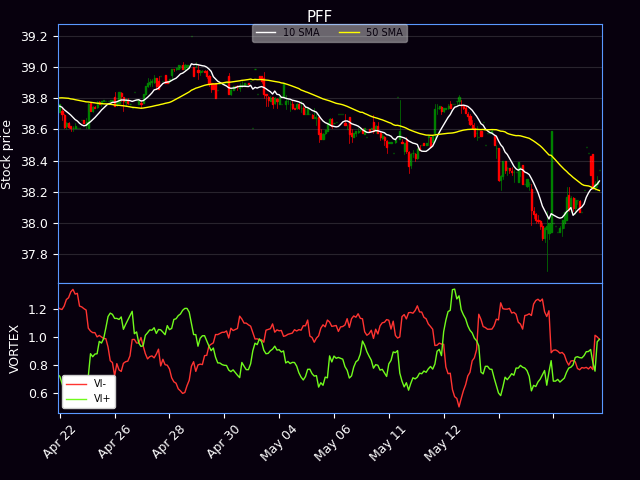 PFF
10 SMA 50 SMA
Stock price
39.2
39.0
38.8
38.6
38.4
38.2
38.0
37.8
VORTEX
1.2
1.0
0.8
0.6
VI-
VI+
Apr 22 Apr 26 Apr 28 Apr 30 May 04 May 06 May 11 May 12